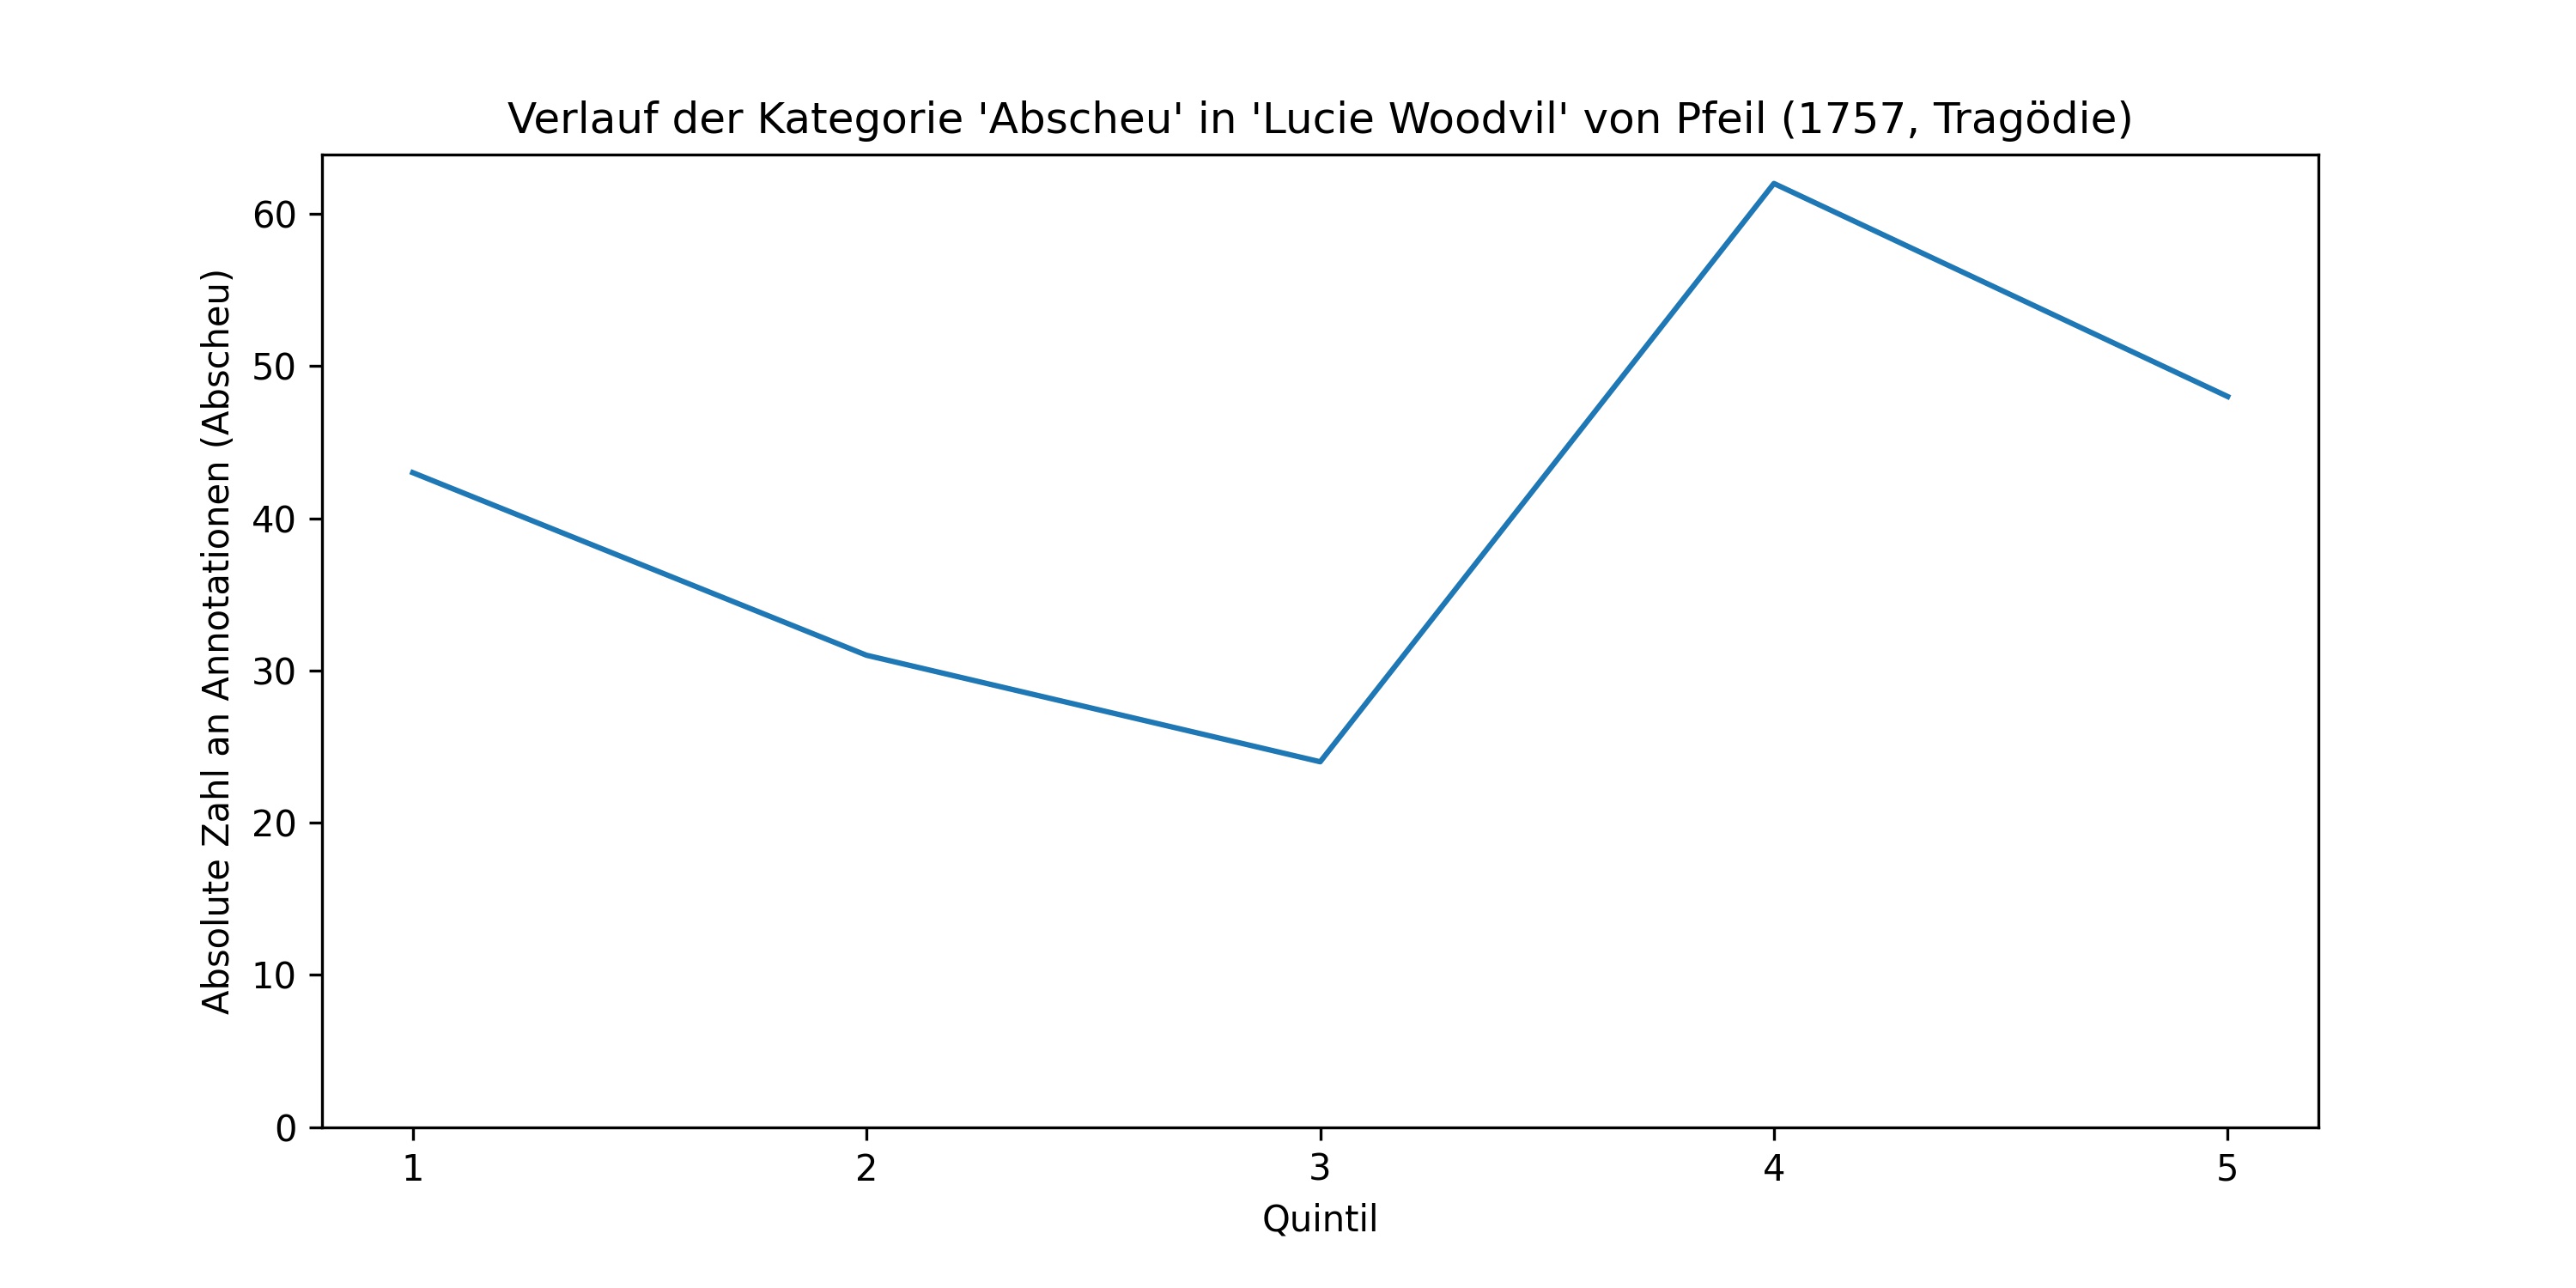 Verlauf der Kategorie 'Abscheu' in 'Lucie Woodvil' von Pfeil (1757, Tragödie)
Absolute Zahl an Annotationen (Abscheu)
60
50
40
30
20
10
0
1 2 3 4 5
Quintil